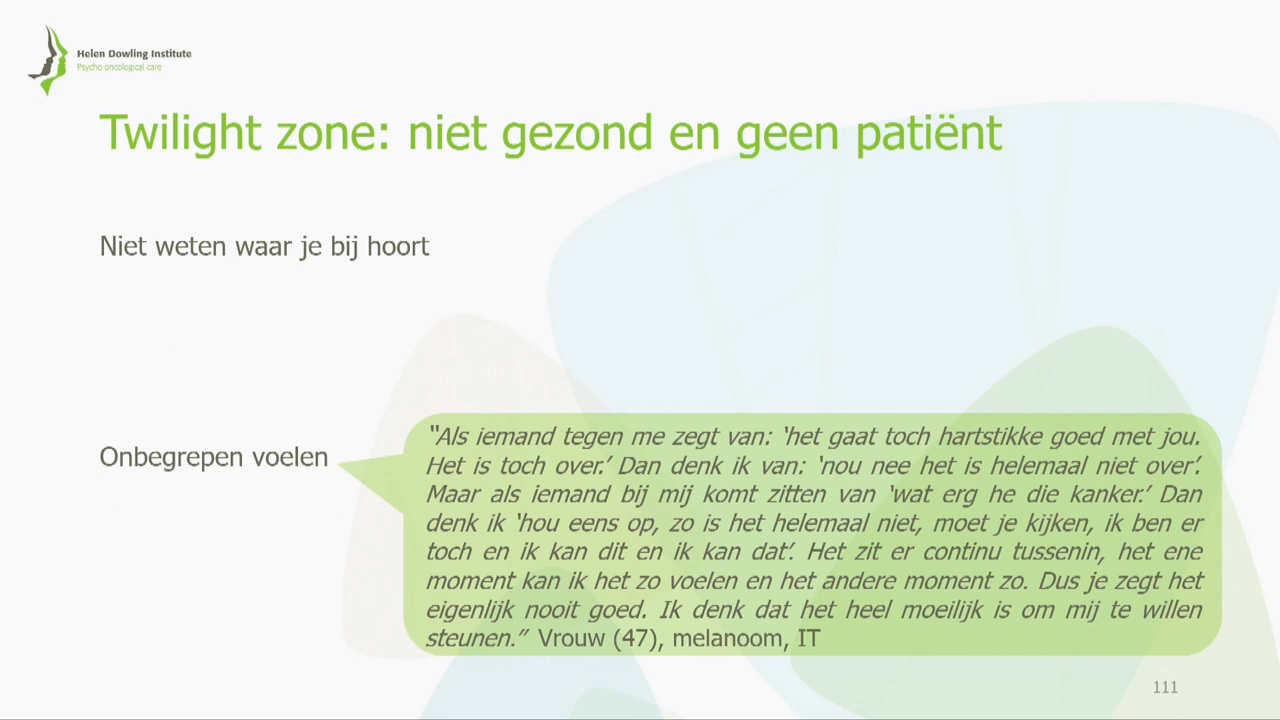 Helen Dowling Institute
Psycho-oncological care
Twilight zone: niet gezond en geen patiënt
Niet weten waar je bij hoort
Onbegrepen voelen
“Als iemand tegen me zegt van: ‘het gaat toch hartstikke goed met jou.
Het is toch over.’ Dan denk ik van: ‘nou nee het is helemaal niet over’.
Maar als iemand bij mij komt zitten van ‘wat erg he die kanker.’ Dan
denk ik ‘hou eens op, zo is het helemaal niet, moet je kijken, ik ben er
toch en ik kan dit en ik kan dat’. Het zit er continu tussenin, het ene
moment kan ik het zo voelen en het andere moment zo. Dus je zegt het
eigenlijk nooit goed. Ik denk dat het heel moeilijk is om mij te willen
steunen.” Vrouw (47), melanoom, IT
111